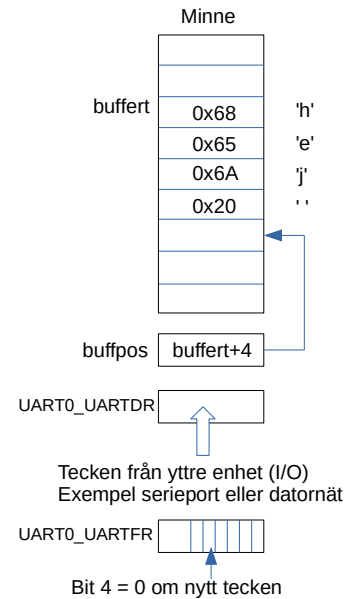 Minne
buffert 0x68 'h'
0x65 'e'
0x6A 'j'
0x20 ' '
buffpos buffert+4
UART0_UARTDR
Tecken från yttre enhet (I/O)
Exempel serieport eller datornät
UART0_UARTFR
Bit 4 = 0 om nytt tecken